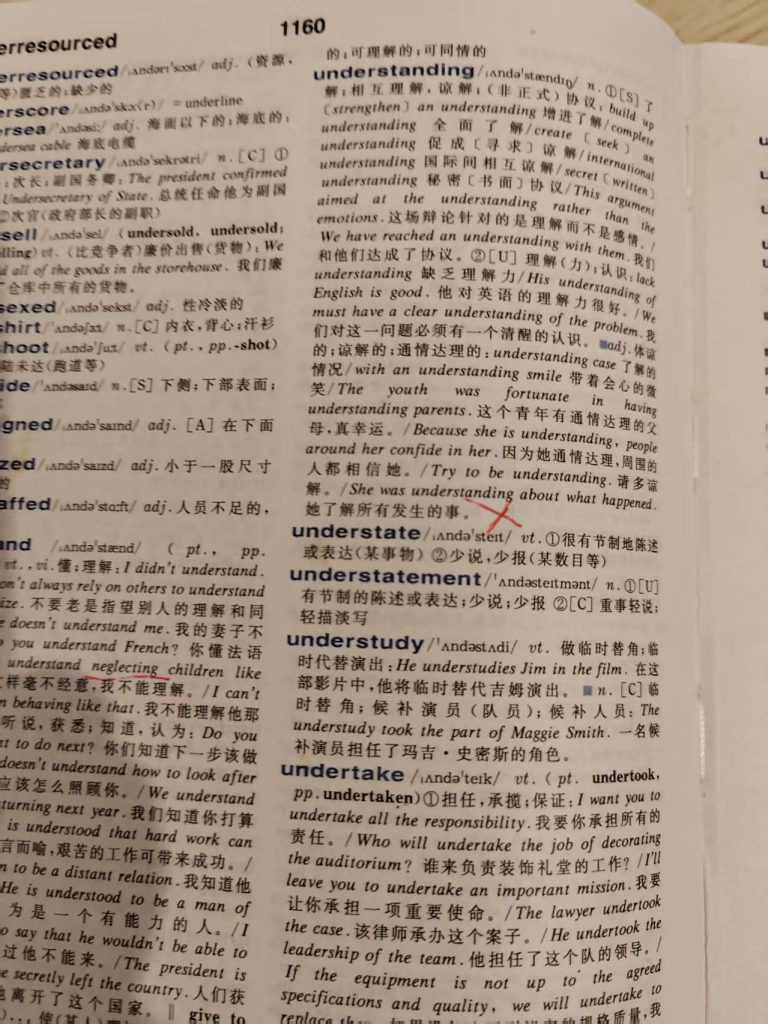 1160
erresourced
erresourced/ˌʌndərɪˈsɔːst/ adj. (资源,
等)匮乏的;缺少的
erscore/ˌʌndəˈskɔː(r)/ = underline
ersea/ˈʌndəsiː/ adj. 海面以下的;海底的:
dersea cable 海底电缆
rsecretary/ˌʌndəˈsekrətri/ n. [C] ①
;次长;副国务卿: The president confirmed
Undersecretary of State. 总统任命他为副国
②次官(政府部长的副职)
sell/ˌʌndəˈsel/ (undersold, undersold;
lling) vt. (比竞争者)廉价出售(货物): We
d all of the goods in the storehouse. 我们廉
了仓库中所有的货物。
sexed/ˌʌndəˈsekst/ adj. 性冷淡的
shirt/ˈʌndəʃɜːt/ n. [C] 内衣,背心;汗衫
shoot/ˌʌndəˈʃuːt/ vt. (pt., pp. -shot)
陆未达(跑道等)
ide/ˈʌndəsaɪd/ n. [S] 下侧;下部表面;
gned/ˌʌndəˈsaɪnd/ adj. [A] 在下面
zed/ˌʌndəˈsaɪzd/ adj. 小于一般尺寸
的
affed/ˌʌndəˈstɑːft/ adj. 人员不足的,
and /ˌʌndəˈstænd/ ( pt., pp.
vt., vi. 懂;理解: I didn't understand.
on't always rely on others to understand
ize. 不要老是指望别人的理解和同
e doesn't understand me. 我的妻子不
o you understand French? 你懂法语
understand neglecting children like
样毫不经意,我不能理解。/I can't
n behaving like that. 我不能理解他那
听说,获悉;知道,认为: Do you
nt to do next? 你们知道下一步该做
doesn't understand how to look after
应该怎么照顾你。/We understand
turning next year. 我们知道你打算
is understood that hard work can
言而喻,艰苦的工作可带来成功。/
n to be a distant relation. 我知道他
He is understood to be a man of
为是一个有能力的人。/I
o say that he wouldn't be able to
过他不能来。/The president is
e secretly left the country. 人们获
离开了这个国家。‖ give to
的;可理解的;可同情的
understanding/ˌʌndəˈstændɪŋ/ n. ①[S]了
解;相互理解,谅解;(非正式)协议: build up
〔strengthen〕 an understanding 增进了解/complete
understanding 全面了解/create〔seek〕an
understanding 促成〔寻求〕谅解/international
understanding 国际间相互谅解/secret〔written〕
understanding 秘密〔书面〕协议/This argument
aimed at the understanding rather than the
emotions. 这场辩论针对的是理解而不是感情。/
We have reached an understanding with them. 我们
和他们达成了协议。②[U]理解(力);认识: lack
understanding 缺乏理解力/His understanding of
English is good. 他对英语的理解力很好。/We
must have a clear understanding of the problem. 我
们对这一问题必须有一个清醒的认识。■adj. 体谅
的;谅解的;通情达理的: understanding case 了解的
情况/with an understanding smile 带着会心的微
笑/The youth was fortunate in having
understanding parents. 这个青年有通情达理的父
母,真幸运。/Because she is understanding, people
around her confide in her. 因为她通情达理,周围的
人都相信她。/Try to be understanding. 请多谅
解。/She was understanding about what happened.
她了解所有发生的事。
understate/ˌʌndəˈsteɪt/ vt. ①很有节制地陈述
或表达(某事物) ②少说,少报(某数目等)
understatement/ˈʌndəsteɪtmənt/ n. ①[U]
有节制的陈述或表达;少说;少报 ②[C] 重事轻说;
轻描淡写
understudy/ˈʌndəstʌdi/ vt. 做临时替角;临
时代替演出: He understudies Jim in the film. 在这
部影片中,他将临时替代吉姆演出。■n. [C] 临
时替角;候补演员(队员);候补人员: The
understudy took the part of Maggie Smith. 一名候
补演员担任了玛吉·史密斯的角色。
undertake /ˌʌndəˈteɪk/ vt. ( pt. undertook,
pp. undertaken)①担任,承揽;保证: I want you to
undertake all the responsibility. 我要你承担所有的
责任。/Who will undertake the job of decorating
the auditorium? 谁来负责装饰礼堂的工作?/I'll
leave you to undertake an important mission. 我要
让你承担一项重要使命。/The lawyer undertook
the case. 该律师承办这个案子。/He undertook the
leadership of the team. 他担任了这个队的领导。/
If the equipment is not up to the agreed
specifications and quality, we will undertake to